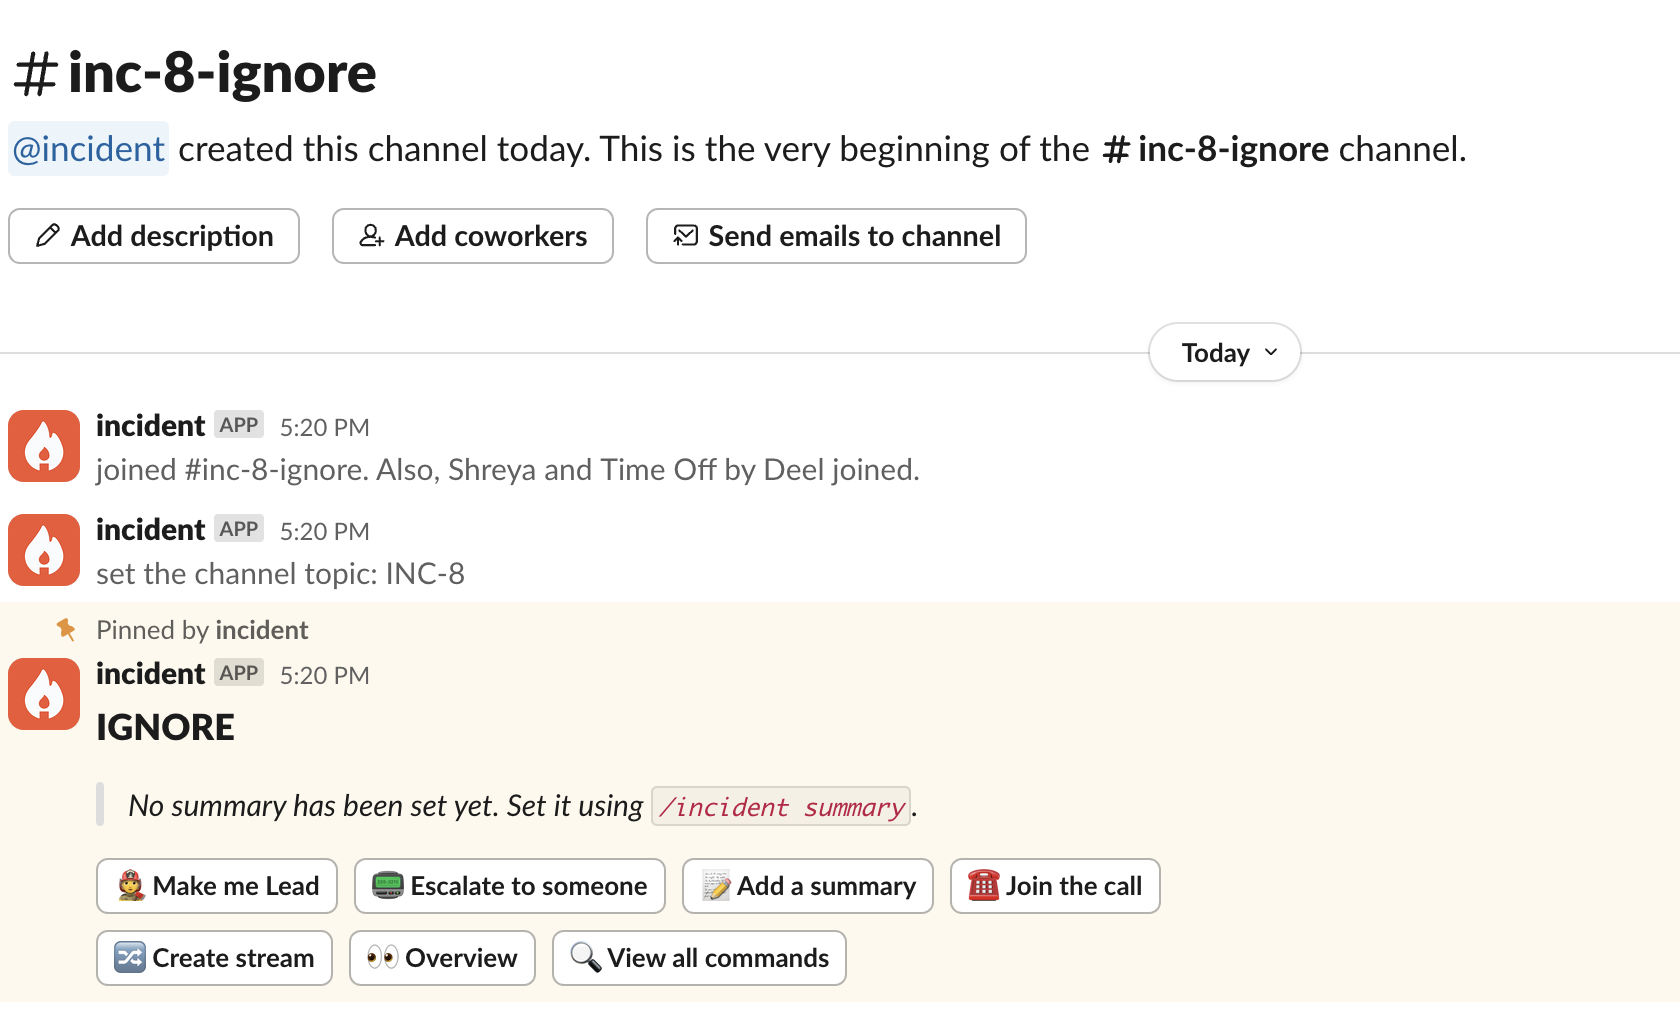 # inc-8-ignore
@incident created this channel today. This is the very beginning of the # inc-8-ignore channel.
Add description Add coworkers Send emails to channel
Today
incident APP 5:20 PM
joined #inc-8-ignore. Also, Shreya and Time Off by Deel joined.
incident APP 5:20 PM
set the channel topic: INC-8
Pinned by incident
incident APP 5:20 PM
IGNORE
No summary has been set yet. Set it using /incident summary.
Make me Lead Escalate to someone Add a summary Join the call
Create stream Overview View all commands